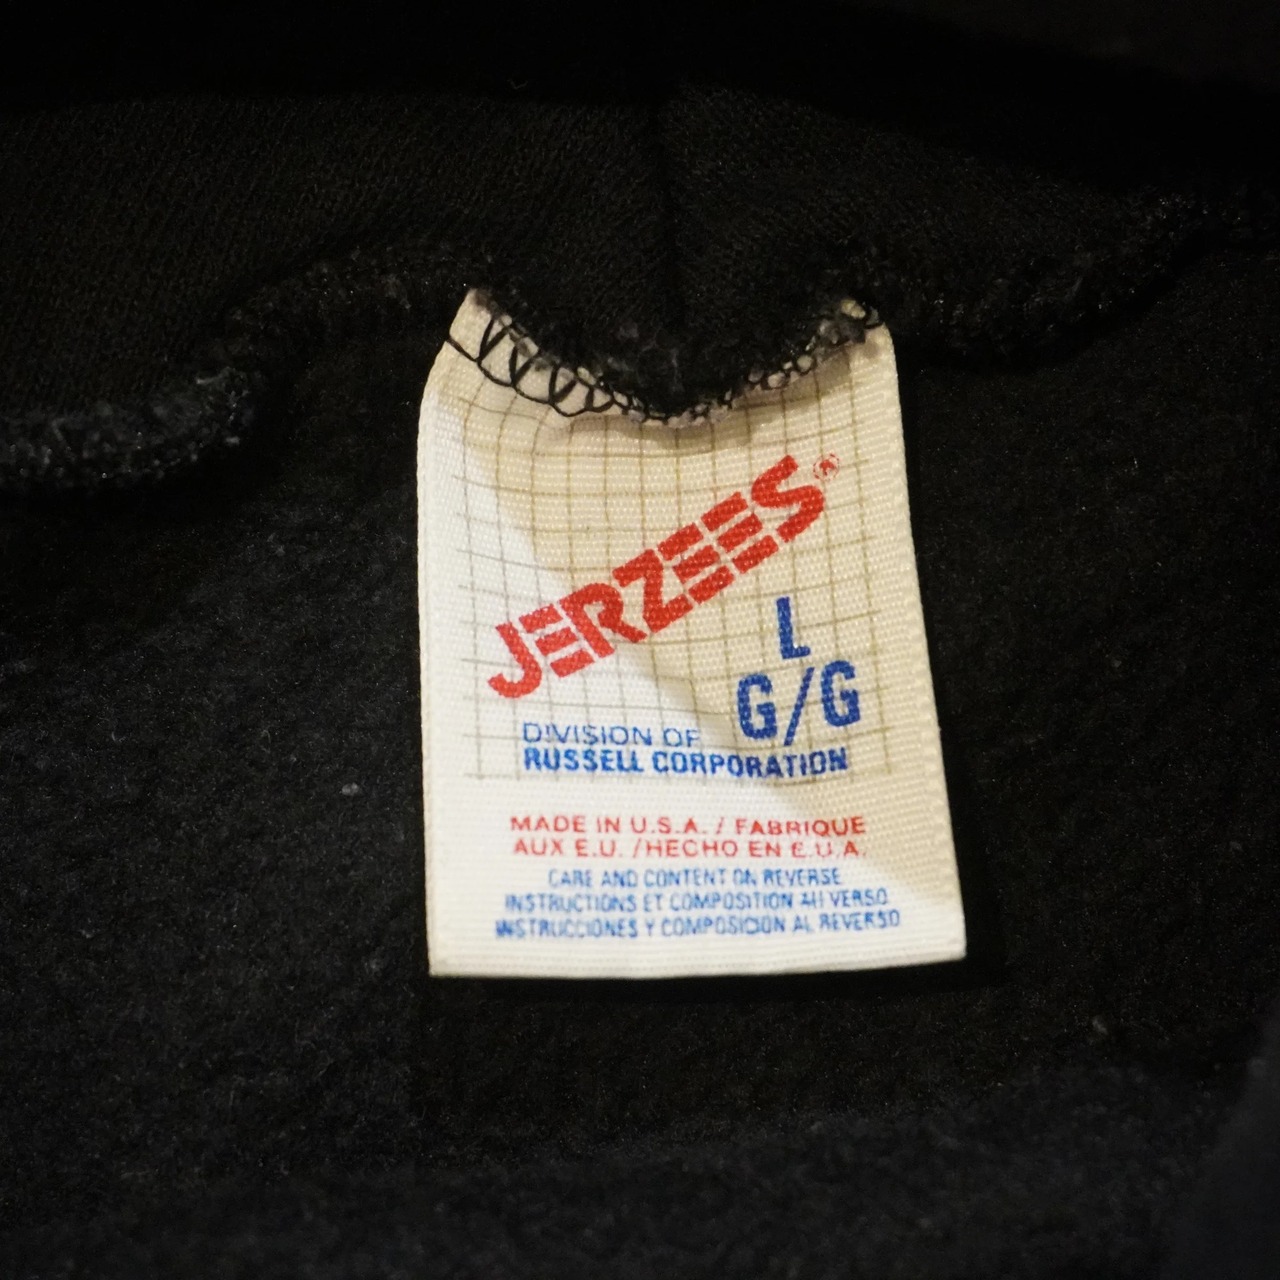 JERZEES®
L
G/G
DIVISION OF
RUSSELL CORPORATION
MADE IN U.S.A. / FABRIQUE
AUX E.U. /HECHO EN E.U.A.
CARE AND CONTENT ON REVERSE
INSTRUCTIONS ET COMPOSITION AU VERSO
INSTRUCCIONES Y COMPOSICION AL REVERSO